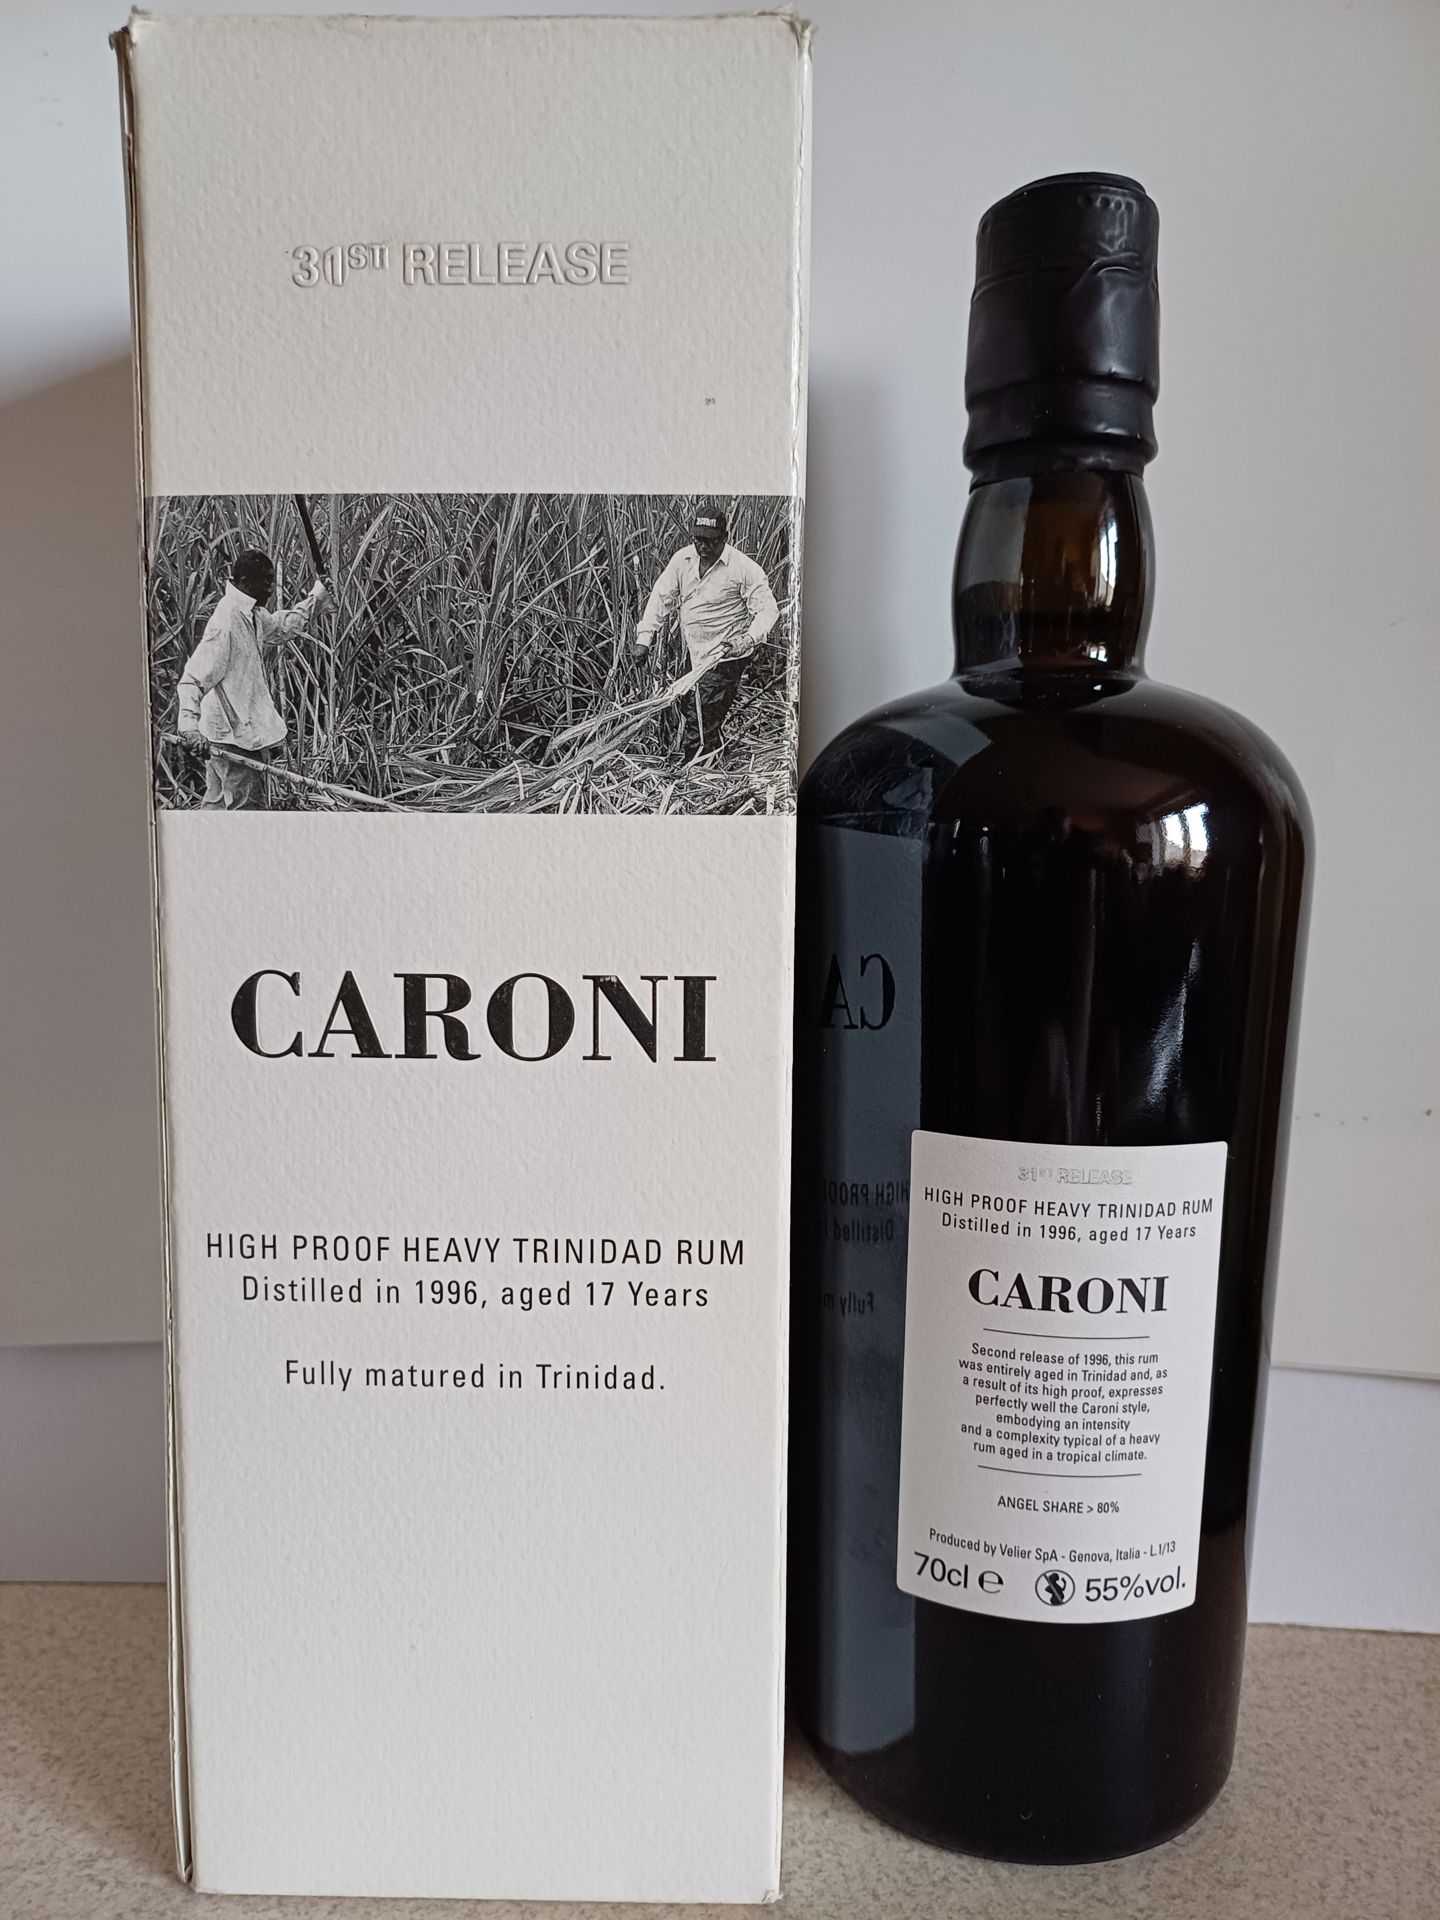 31ST RELEASE
CARONI
HIGH PROOF HEAVY TRINIDAD RUM
Distilled in 1996, aged 17 Years
Fully matured in Trinidad.
31ST RELEASE
HIGH PROOF HEAVY TRINIDAD RUM
Distilled in 1996, aged 17 Years
CARONI
Second release of 1996, this rum
was entirely aged in Trinidad and, as
a result of its high proof, expresses
perfectly well the Caroni style,
embodying an intensity
and a complexity typical of a heavy
rum aged in a tropical climate.
ANGEL SHARE > 80%
Produced by Velier SpA - Genova, Italia - L.1/13
70cl e 55%vol.